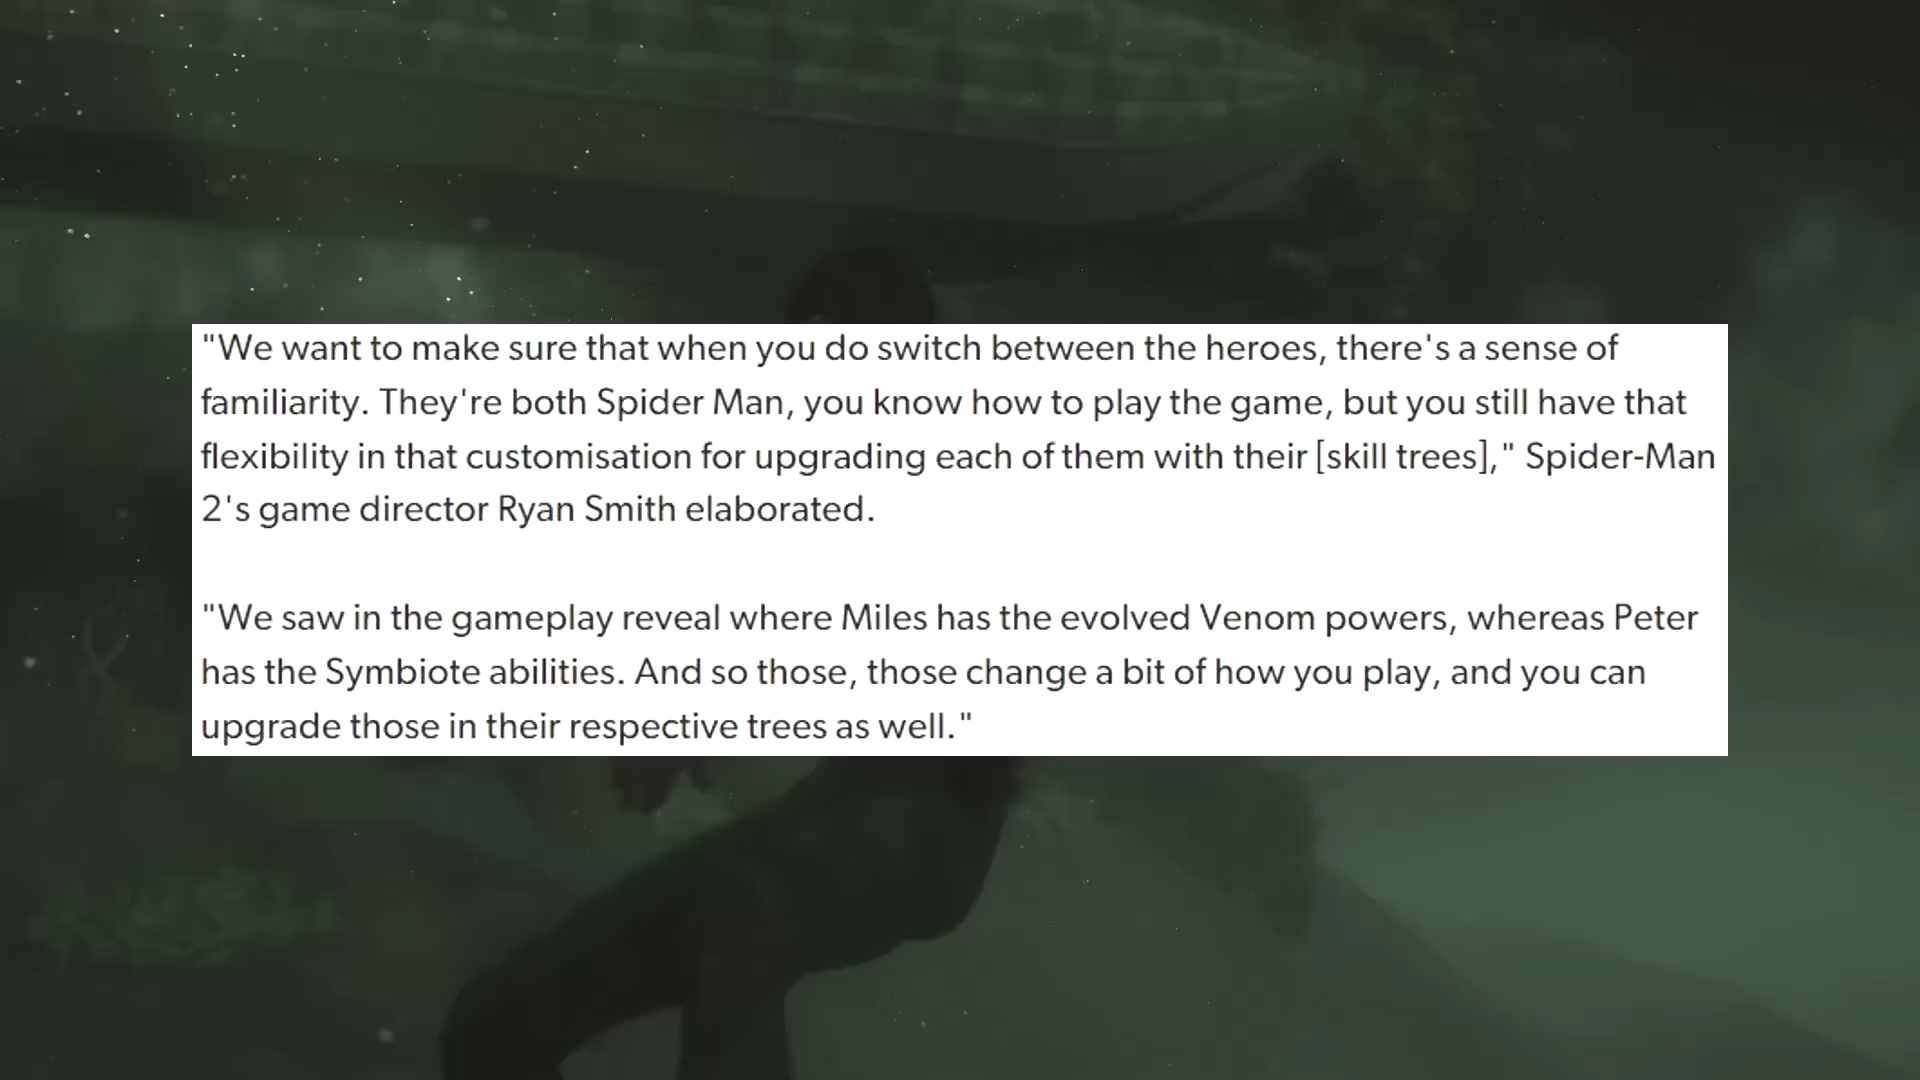 "We want to make sure that when you do switch between the heroes, there's a sense of
familiarity. They're both Spider Man, you know how to play the game, but you still have that
flexibility in that customisation for upgrading each of them with their [skill trees]," Spider-Man
2's game director Ryan Smith elaborated.
"We saw in the gameplay reveal where Miles has the evolved Venom powers, whereas Peter
has the Symbiote abilities. And so those, those change a bit of how you play, and you can
upgrade those in their respective trees as well."